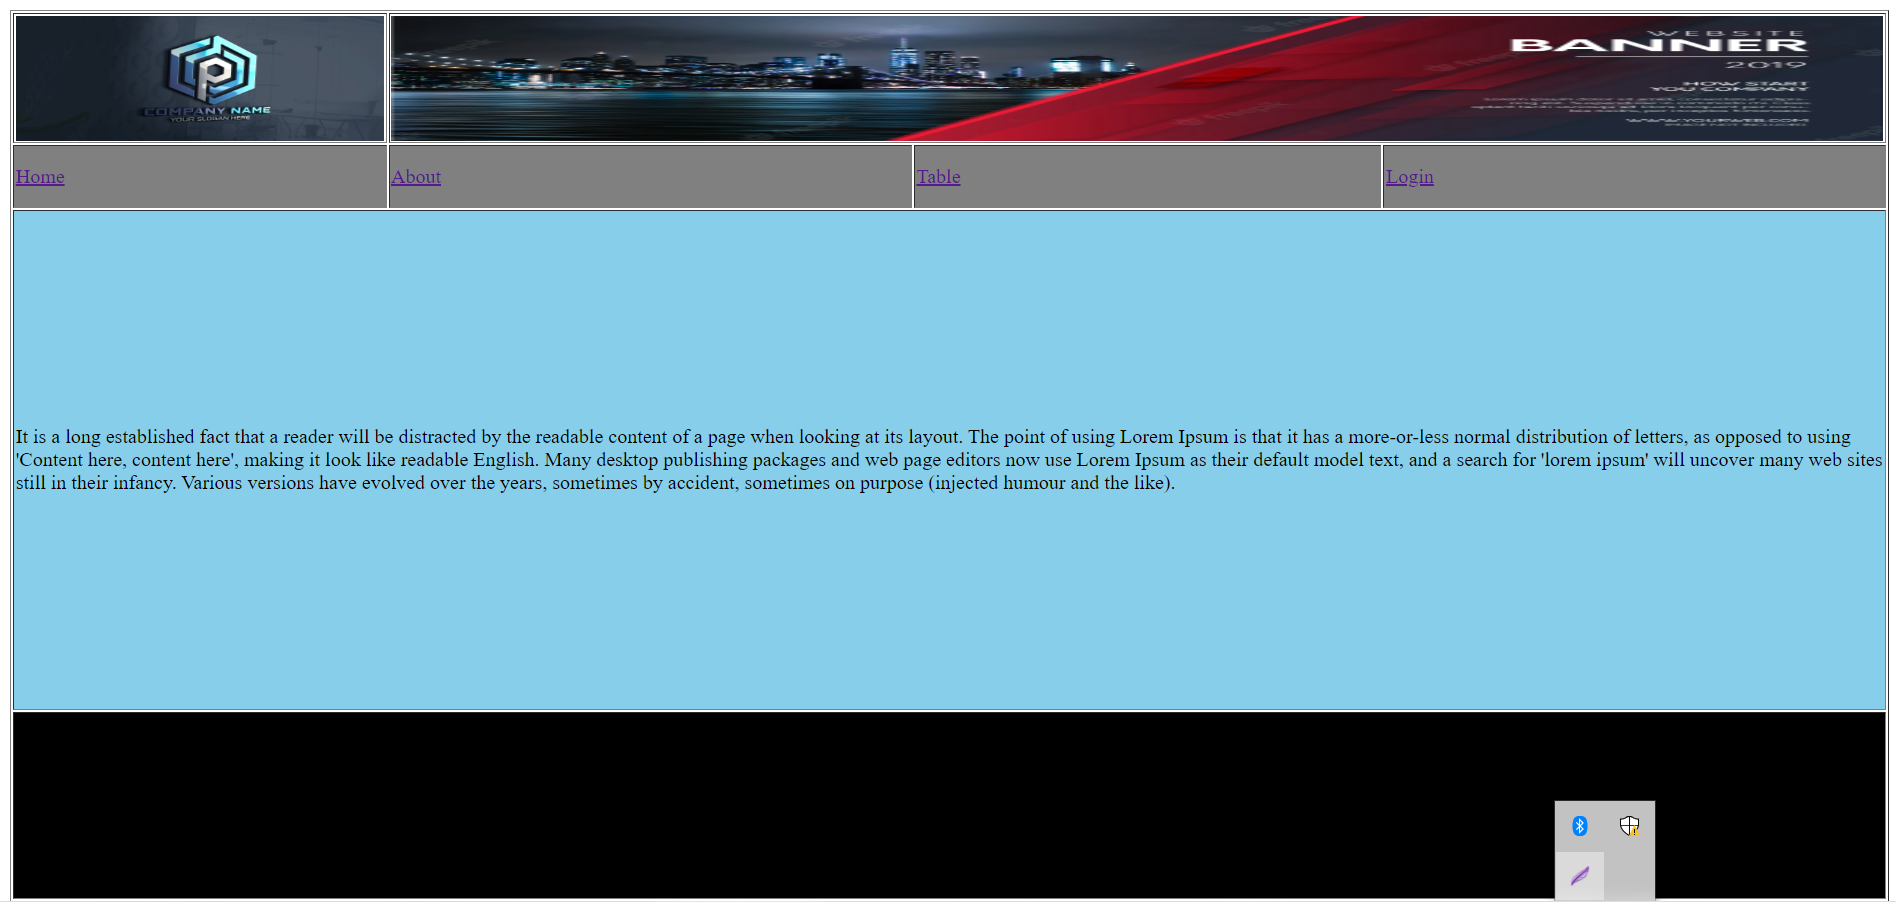 COMPANY NAME
YOUR SLOGAN HERE
WEBSITE
BANNER
2019
HOW START
YOU COMPANY
WWW.YOURWEB.COM
Home
About
Table
Login
It is a long established fact that a reader will be distracted by the readable content of a page when looking at its layout. The point of using Lorem Ipsum is that it has a more-or-less normal distribution of letters, as opposed to using
'Content here, content here', making it look like readable English. Many desktop publishing packages and web page editors now use Lorem Ipsum as their default model text, and a search for 'lorem ipsum' will uncover many web sites
still in their infancy. Various versions have evolved over the years, sometimes by accident, sometimes on purpose (injected humour and the like).